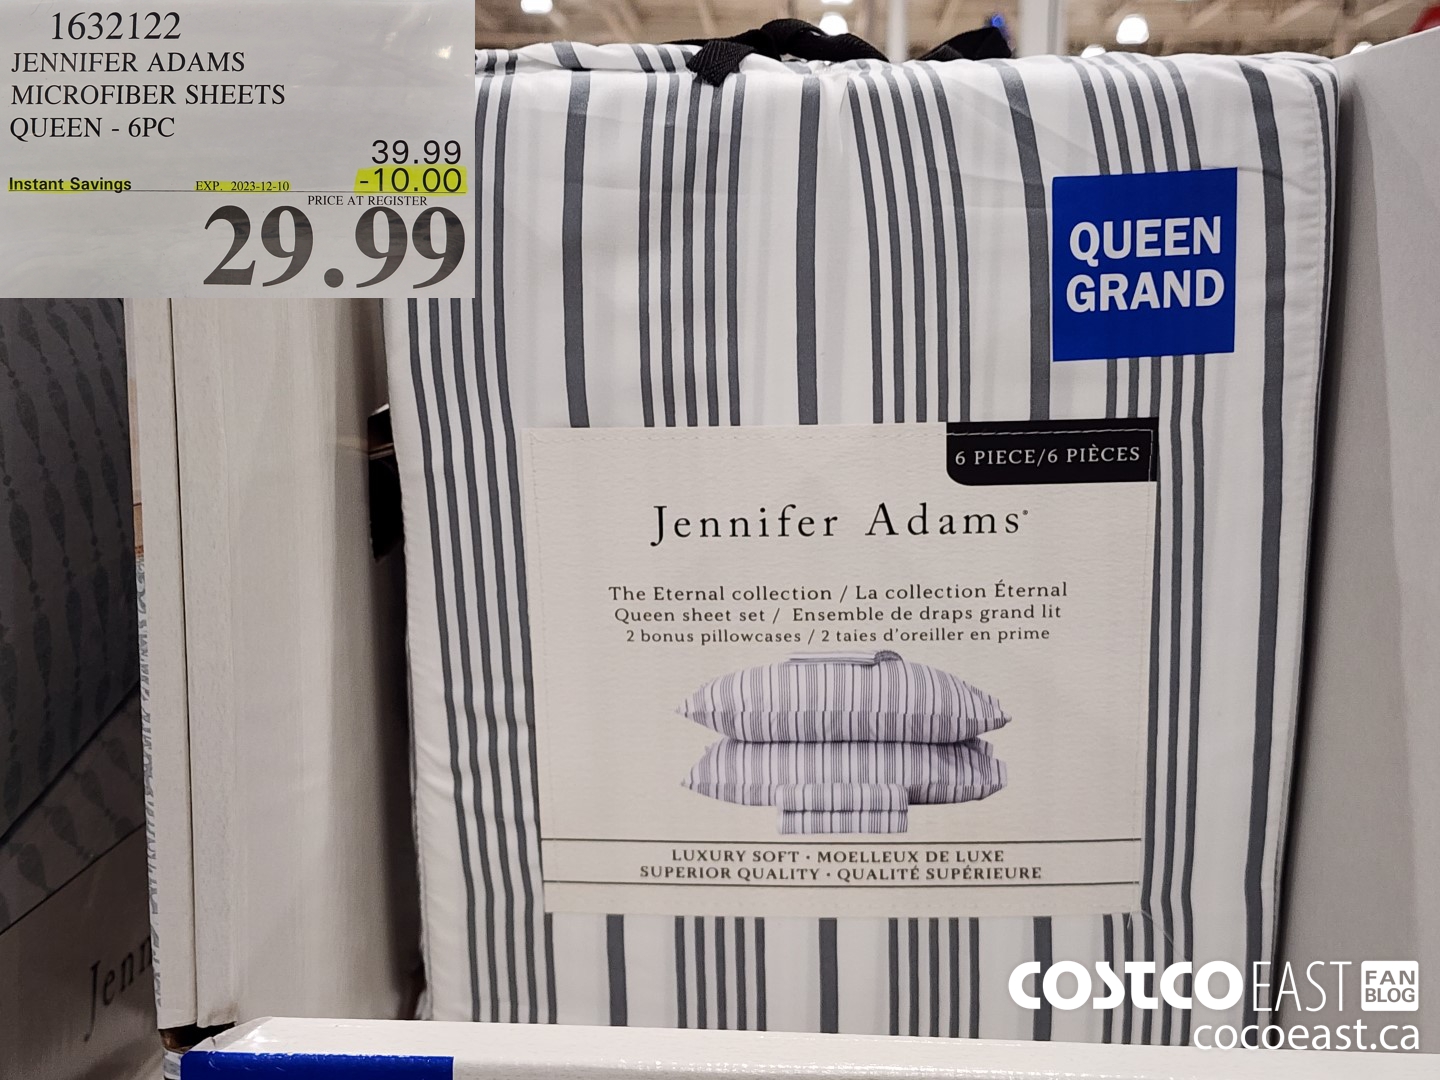 1632122
JENNIFER ADAMS
MICROFIBER SHEETS
QUEEN - 6PC
39.99
Instant Savings EXP. 2023-12-10 -10.00
PRICE AT REGISTER
29.99
QUEEN
GRAND
6 PIECE/6 PIÈCES
Jennifer Adams®
The Eternal collection / La collection Éternal
Queen sheet set / Ensemble de draps grand lit
2 bonus pillowcases / 2 taies d'oreiller en prime
LUXURY SOFT • MOELLEUX DE LUXE
SUPERIOR QUALITY • QUALITÉ SUPÉRIEURE
Jenn
COSTCO EAST FAN BLOG
cocoeast.ca